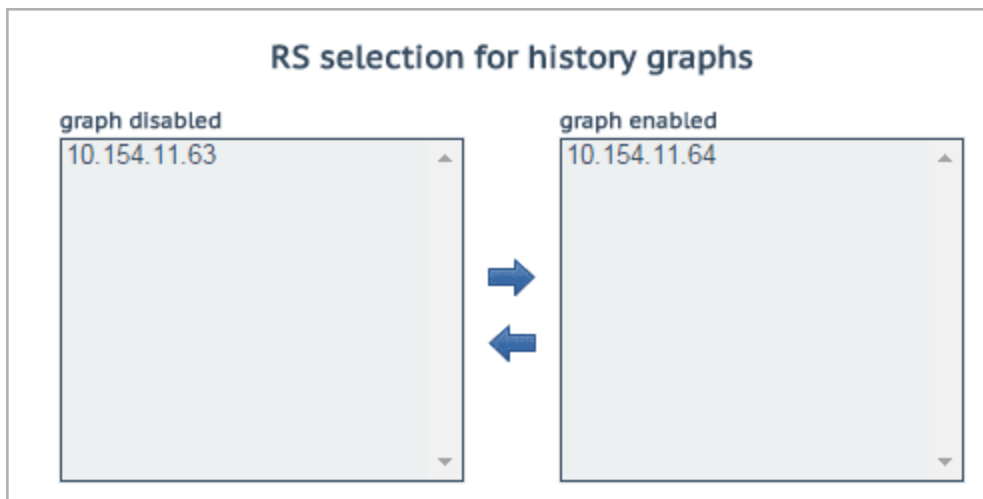 RS selection for history graphs
graph disabled
10.154.11.63
graph enabled
10.154.11.64